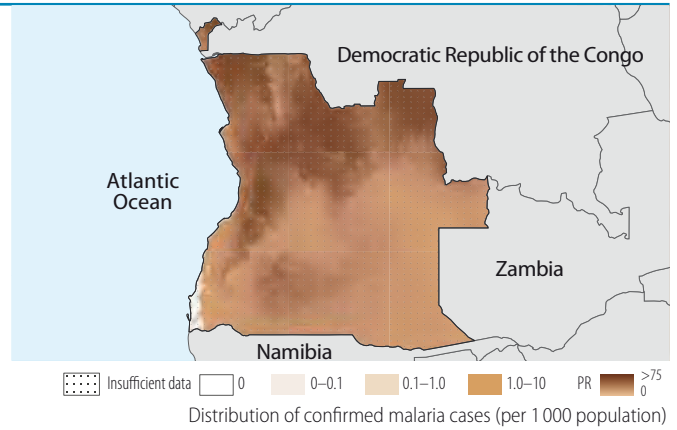 Democratic Republic of the Congo
Atlantic
Ocean
Zambia
Namibia
Insufficient data 0 0–0.1 0.1–1.0 1.0–10 PR >75
0
Distribution of confirmed malaria cases (per 1 000 population)